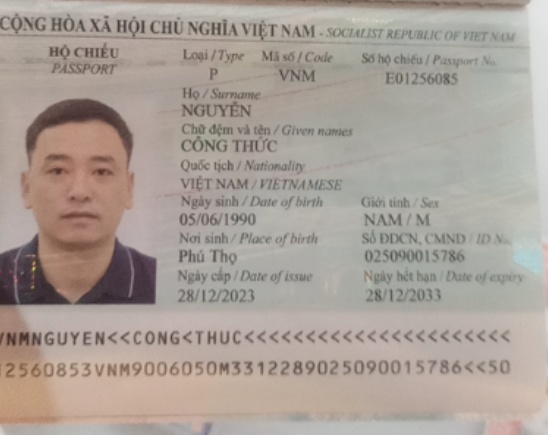 CỘNG HÒA XÃ HỘI CHỦ NGHĨA VIỆT NAM - SOCIALIST REPUBLIC OF VIET NAM
HỘ CHIẾU
PASSPORT
Loại / Type Mã số / Code Số hộ chiếu / Passport No.
P VNM E01256085
Họ / Surname
NGUYỄN
Chữ đệm và tên / Given names
CÔNG THỨC
Quốc tịch / Nationality
VIỆT NAM / VIETNAMESE
Ngày sinh / Date of birth Giới tính / Sex
05/06/1990 NAM / M
Nơi sinh / Place of birth Số ĐDCN, CMND / ID No.
Phú Thọ 025090015786
Ngày cấp / Date of issue Ngày hết hạn / Date of expiry
28/12/2023 28/12/2033
VNMNGUYEN<<CONG<THUC<<<<<<<<<<<<<<<<<<<<<<<
12560853VNM9006050M3312289025090015786<<50